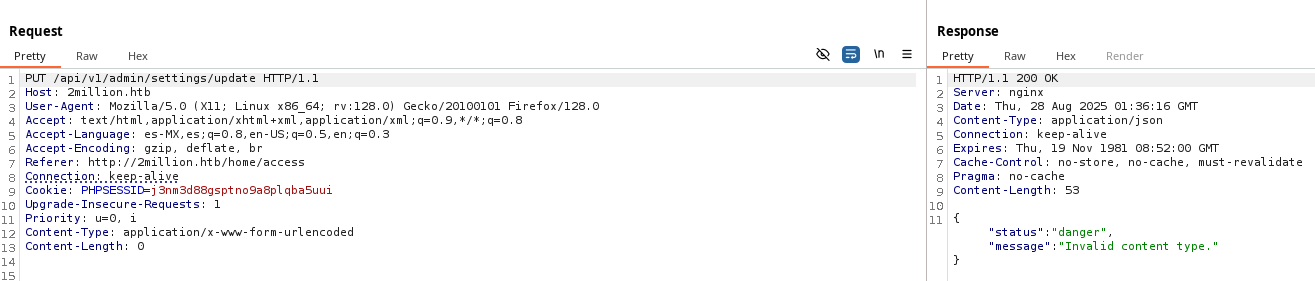 Request
Pretty Raw Hex \n
1 PUT /api/v1/admin/settings/update HTTP/1.1
2 Host: 2million.htb
3 User-Agent: Mozilla/5.0 (X11; Linux x86_64; rv:128.0) Gecko/20100101 Firefox/128.0
4 Accept: text/html,application/xhtml+xml,application/xml;q=0.9,*/*;q=0.8
5 Accept-Language: es-MX,es;q=0.8,en-US;q=0.5,en;q=0.3
6 Accept-Encoding: gzip, deflate, br
7 Referer: http://2million.htb/home/access
8 Connection: keep-alive
9 Cookie: PHPSESSID=j3nm3d88gsptno9a8plqba5uui
10 Upgrade-Insecure-Requests: 1
11 Priority: u=0, i
12 Content-Type: application/x-www-form-urlencoded
13 Content-Length: 0
14
15
Response
Pretty Raw Hex Render
1 HTTP/1.1 200 OK
2 Server: nginx
3 Date: Thu, 28 Aug 2025 01:36:16 GMT
4 Content-Type: application/json
5 Connection: keep-alive
6 Expires: Thu, 19 Nov 1981 08:52:00 GMT
7 Cache-Control: no-store, no-cache, must-revalidate
8 Pragma: no-cache
9 Content-Length: 53
10
11 {
"status":"danger",
"message":"Invalid content type."
}